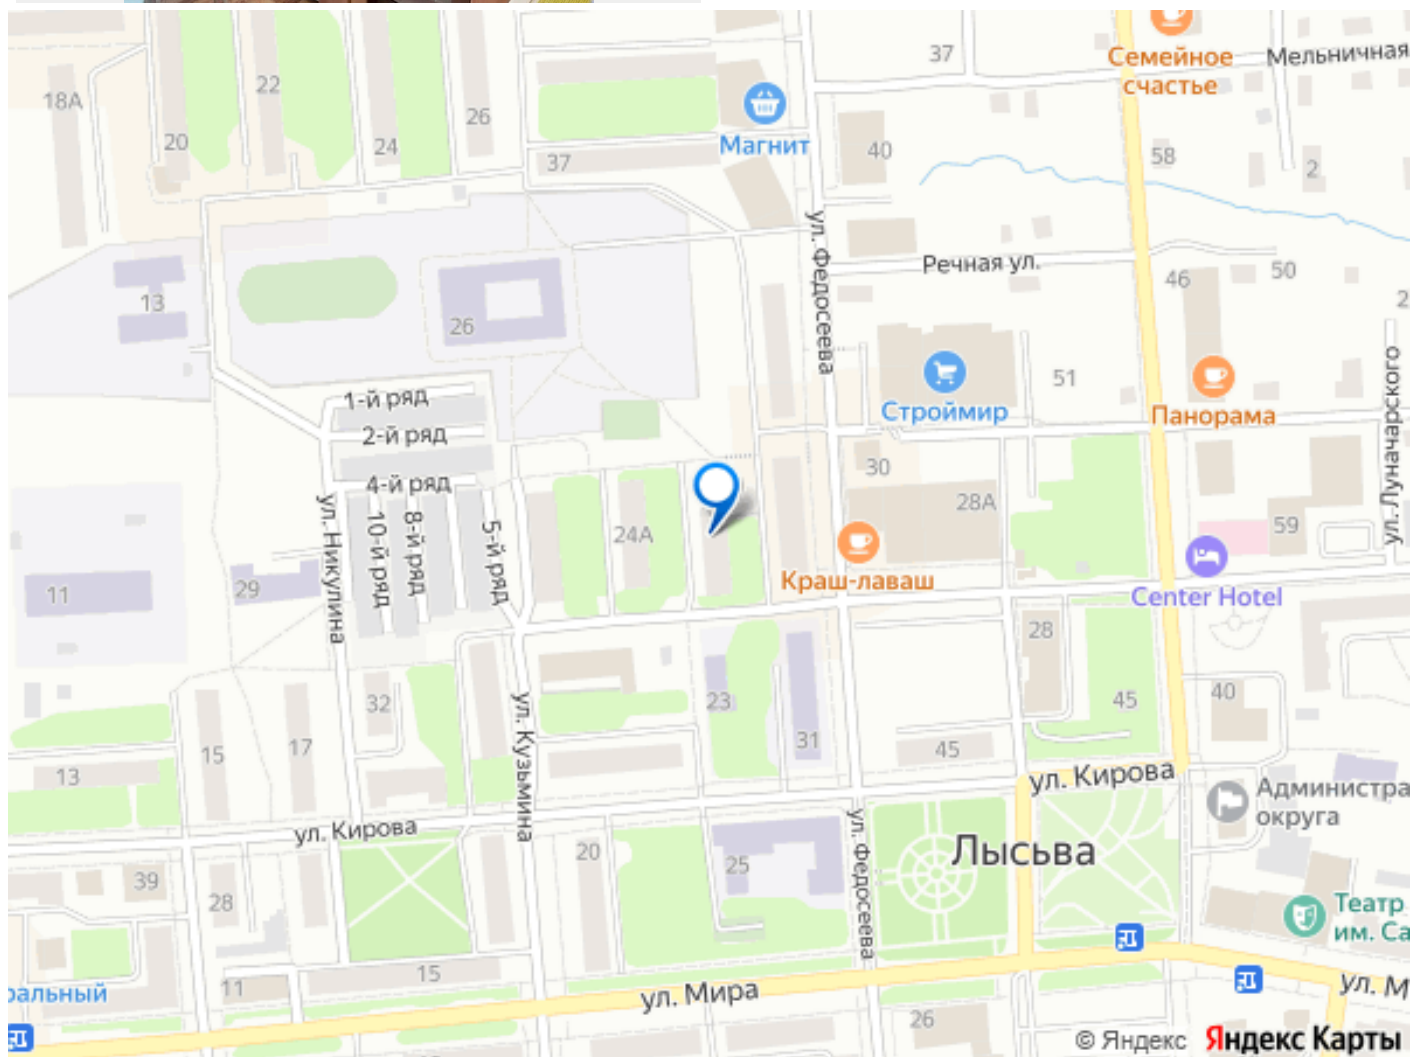 37
Семейное
счастье
Мельничная
18А
22
20
24
26
37
Магнит
40
58
2
ул. Федосеева
Речная ул.
46
50
2
13
26
Строймир
51
Панорама
ул. Луначарского
1-й ряд
2-й ряд
4-й ряд
10-й ряд
8-й ряд
5-й ряд
ул. Никулина
24А
30
28А
59
Краш-лаваш
Center Hotel
11
29
28
32
23
31
45
45
40
15
17
13
ул. Кузьмина
ул. Кирова
ул. Кирова
Администра
округа
ул. Федосеева
Лысьва
20
25
39
28
Театр
им. Са
15
11
ральный
ул. Мира
ул. М
26
© Яндекс Яндекс Карты